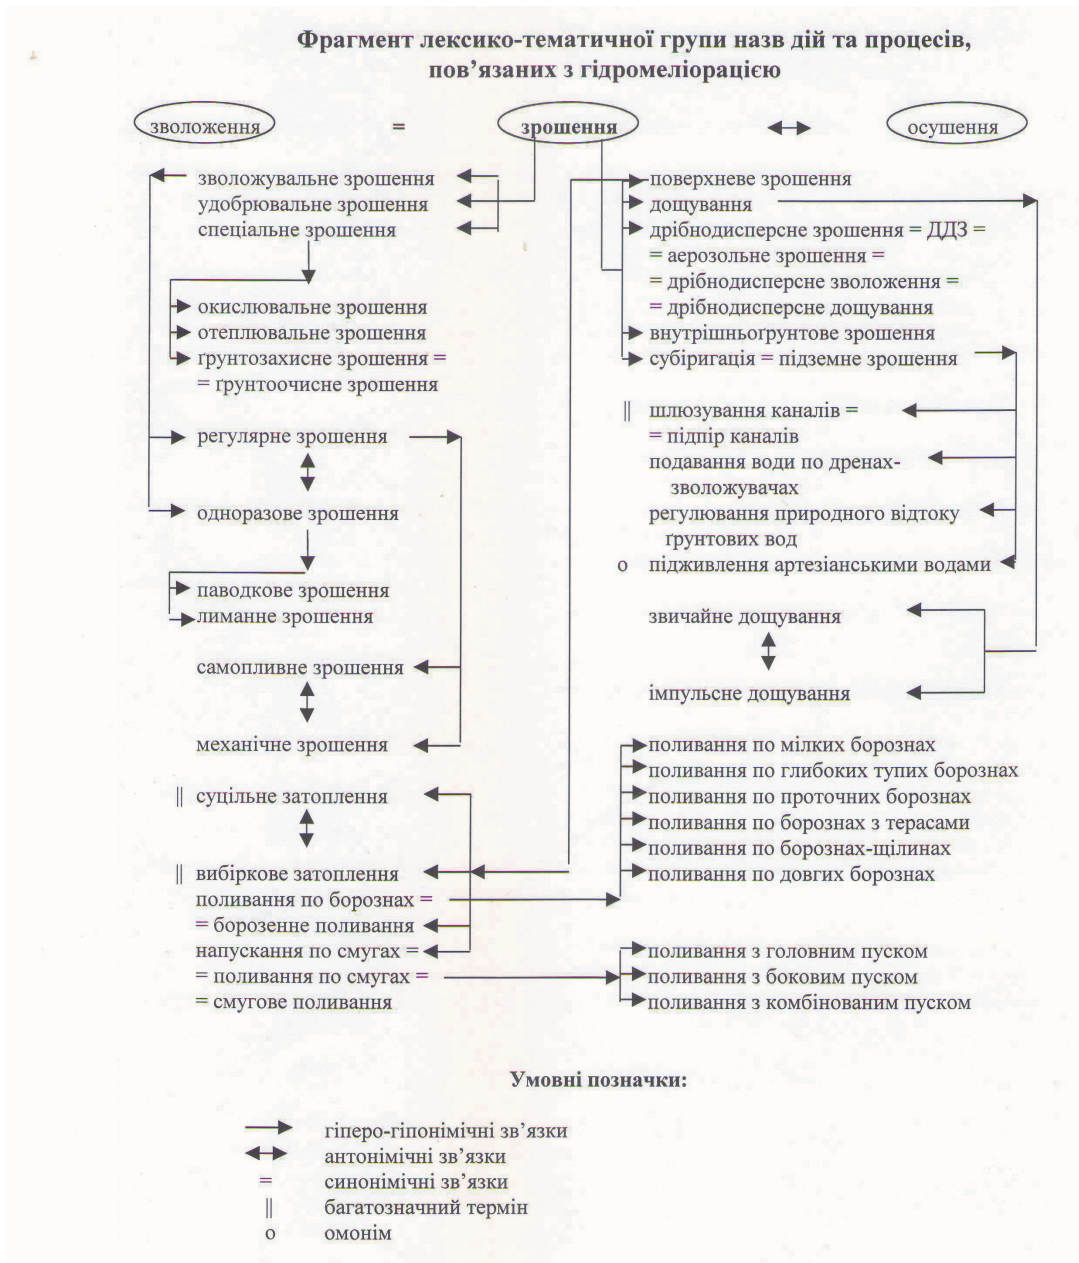 Фрагмент лексико-тематичної групи назв дій та процесів,
пов’язаних з гідромеліорацією
зволоження = зрошення осушення
зволожувальне зрошення
удобрювальне зрошення
спеціальне зрошення
окислювальне зрошення
отеплювальне зрошення
ґрунтозахисне зрошення =
= ґрунтоочисне зрошення
регулярне зрошення
одноразове зрошення
паводкове зрошення
лиманне зрошення
самопливне зрошення
механічне зрошення
|| суцільне затоплення
|| вибіркове затоплення
поливання по борознах =
= борозенне поливання
напускання по смугах =
= поливання по смугах =
= смугове поливання
поверхневе зрошення
дощування
дрібнодисперсне зрошення = ДДЗ =
= аерозольне зрошення =
= дрібнодисперсне зволоження =
= дрібнодисперсне дощування
внутрішньоґрунтове зрошення
субіригація = підземне зрошення
|| шлюзування каналів =
= підпір каналів
подавання води по дренах-
зволожувачах
регулювання природного відтоку
ґрунтових вод
о підживлення артезіанськими водами
звичайне дощування
імпульсне дощування
поливання по мілких борознах
поливання по глибоких тупих борознах
поливання по проточних борознах
поливання по борознах з терасами
поливання по борознах-щілинах
поливання по довгих борознах
поливання з головним пуском
поливання з боковим пуском
поливання з комбінованим пуском
Умовні позначки:
гіперо-гіпонімічні зв’язки
антонімічні зв’язки
= синонімічні зв’язки
|| багатозначний термін
о омонім